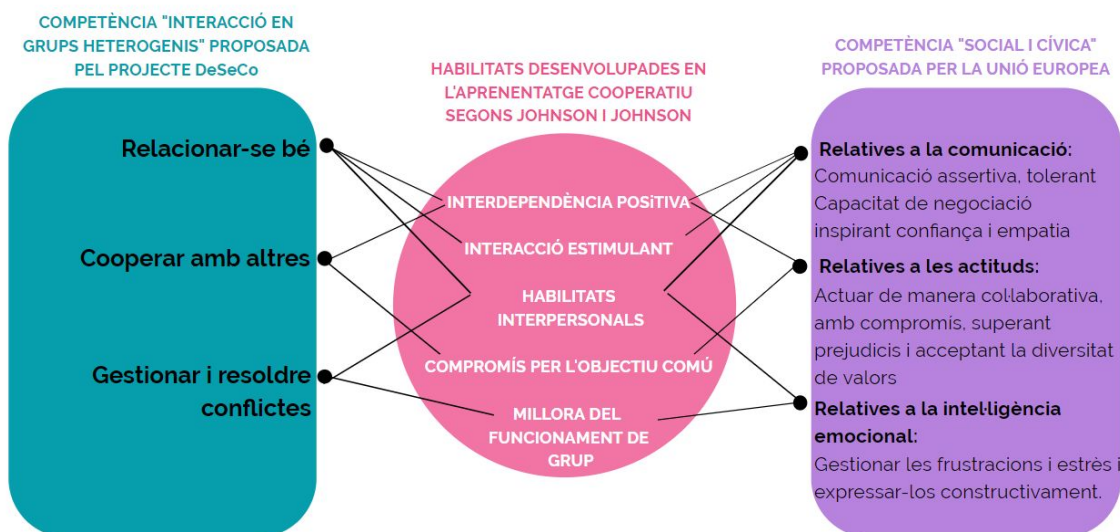 COMPETÈNCIA "INTERACCIÓ EN
GRUPS HETEROGENIS" PROPOSADA
PEL PROJECTE DeSeCo
Relacionar-se bé
Cooperar amb altres
Gestionar i resoldre
conflictes
HABILITATS DESENVOLUPADES EN
L'APRENENTATGE COOPERATIU
SEGONS JOHNSON I JOHNSON
INTERDEPENDÈNCIA POSiTIVA
INTERACCIÓ ESTIMULANT
HABILITATS
INTERPERSONALS
COMPROMÍS PER L'OBJECTIU COMÚ
MILLORA DEL
FUNCIONAMENT DE
GRUP
COMPETÈNCIA "SOCIAL I CÍVICA"
PROPOSADA PER LA UNIÓ EUROPEA
Relatives a la comunicació:
Comunicació assertiva, tolerant
Capacitat de negociació
inspirant confiança i empatia
Relatives a les actituds:
Actuar de manera col·laborativa,
amb compromís, superant
prejudicis i acceptant la diversitat
de valors
Relatives a la intel·ligència
emocional:
Gestionar les frustracions i estrès i
expressar-los constructivament.